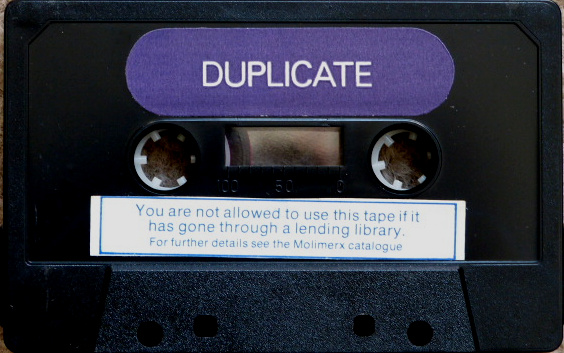 DUPLICATE
100 50 0
You are not allowed to use this tape if it
has gone through a lending library.
For further details see the Molimerx catalogue